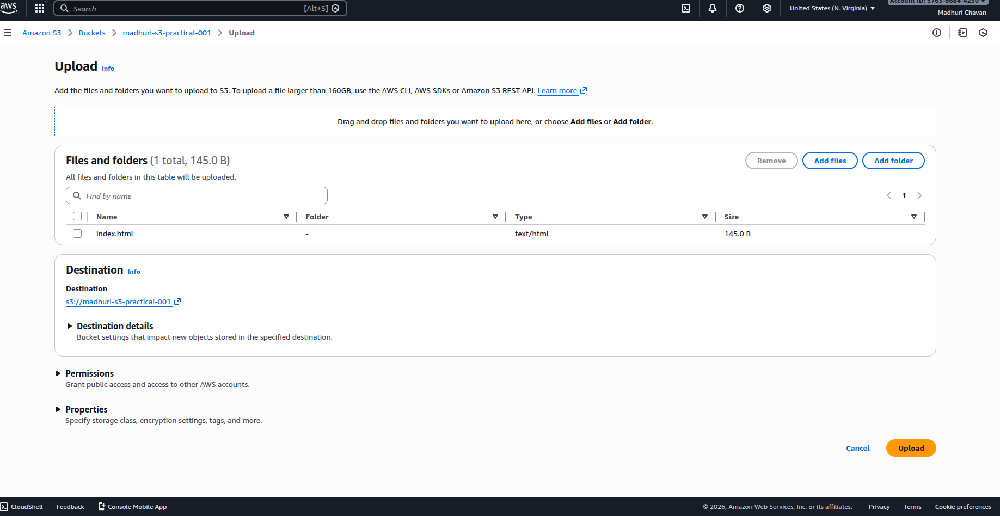 aws
Search [Alt+S]
United States (N. Virginia)
Account ID: 5763-6684-4230
Madhuri Chavan
Amazon S3 > Buckets > madhuri-s3-practical-001 > Upload
Upload Info
Add the files and folders you want to upload to S3. To upload a file larger than 160GB, use the AWS CLI, AWS SDKs or Amazon S3 REST API. Learn more
Drag and drop files and folders you want to upload here, or choose Add files or Add folder.
Files and folders (1 total, 145.0 B)
Remove Add files Add folder
All files and folders in this table will be uploaded.
Find by name
1
Name Folder Type Size
index.html - text/html 145.0 B
Destination Info
Destination
s3://madhuri-s3-practical-001
Destination details
Bucket settings that impact new objects stored in the specified destination.
Permissions
Grant public access and access to other AWS accounts.
Properties
Specify storage class, encryption settings, tags, and more.
Cancel Upload
CloudShell Feedback Console Mobile App © 2026, Amazon Web Services, Inc. or its affiliates. Privacy Terms Cookie preferences